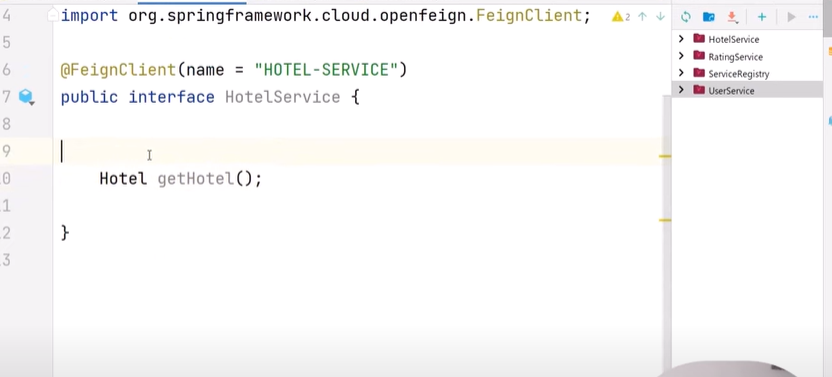 4 import org.springframework.cloud.openfeign.FeignClient; 2
5
6 @FeignClient(name = "HOTEL-SERVICE")
7 public interface HotelService {
8
9
0 Hotel getHotel();
1
2 }
3
HotelService
RatingService
ServiceRegistry
UserService